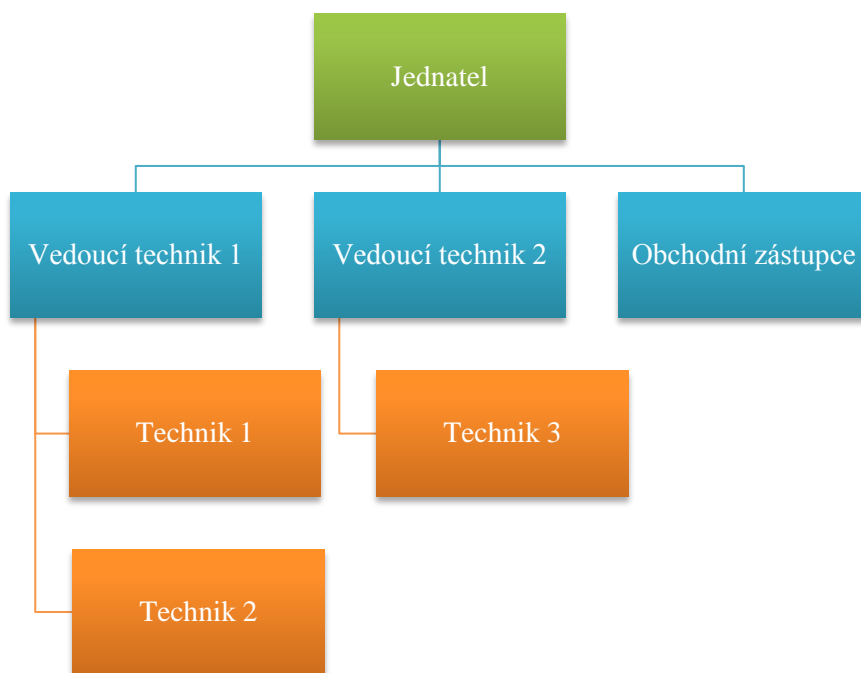 Jednatel
Vedoucí technik 1
Vedoucí technik 2
Obchodní zástupce
Technik 1
Technik 3
Technik 2